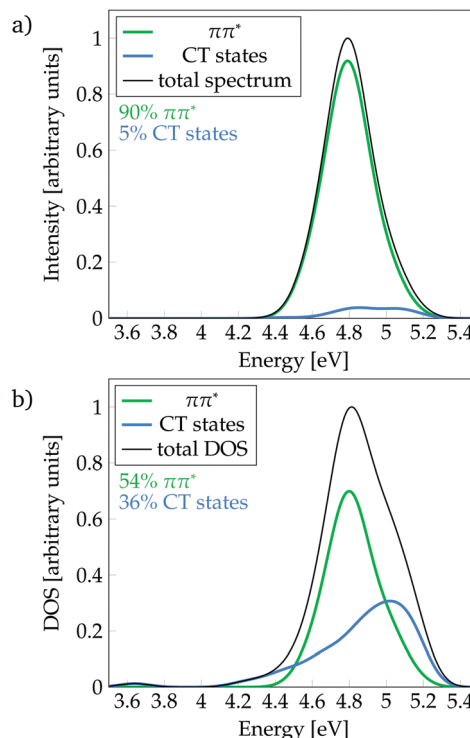 a)
ππ*
CT states
total spectrum
90% ππ*
5% CT states
Intensity [arbitrary units]
1
0.8
0.6
0.4
0.2
0
3.6 3.8 4 4.2 4.4 4.6 4.8 5 5.2 5.4
Energy [eV]
b)
ππ*
CT states
total DOS
54% ππ*
36% CT states
DOS [arbitrary units]
1
0.8
0.6
0.4
0.2
0
3.6 3.8 4 4.2 4.4 4.6 4.8 5 5.2 5.4
Energy [eV]